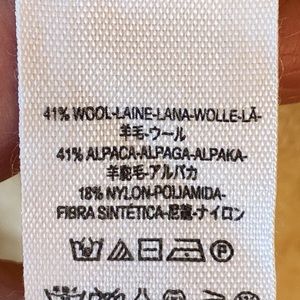 41% WOOL-LAINE-LANA-WOLLE-LÃ-
羊毛-ウール
41% ALPACA-ALPAGA-ALPAKA-
羊駝毛-アルパカ
18% NYLON-POLIAMIDA-
FIBRA SINTETICA-尼龍-ナイロン